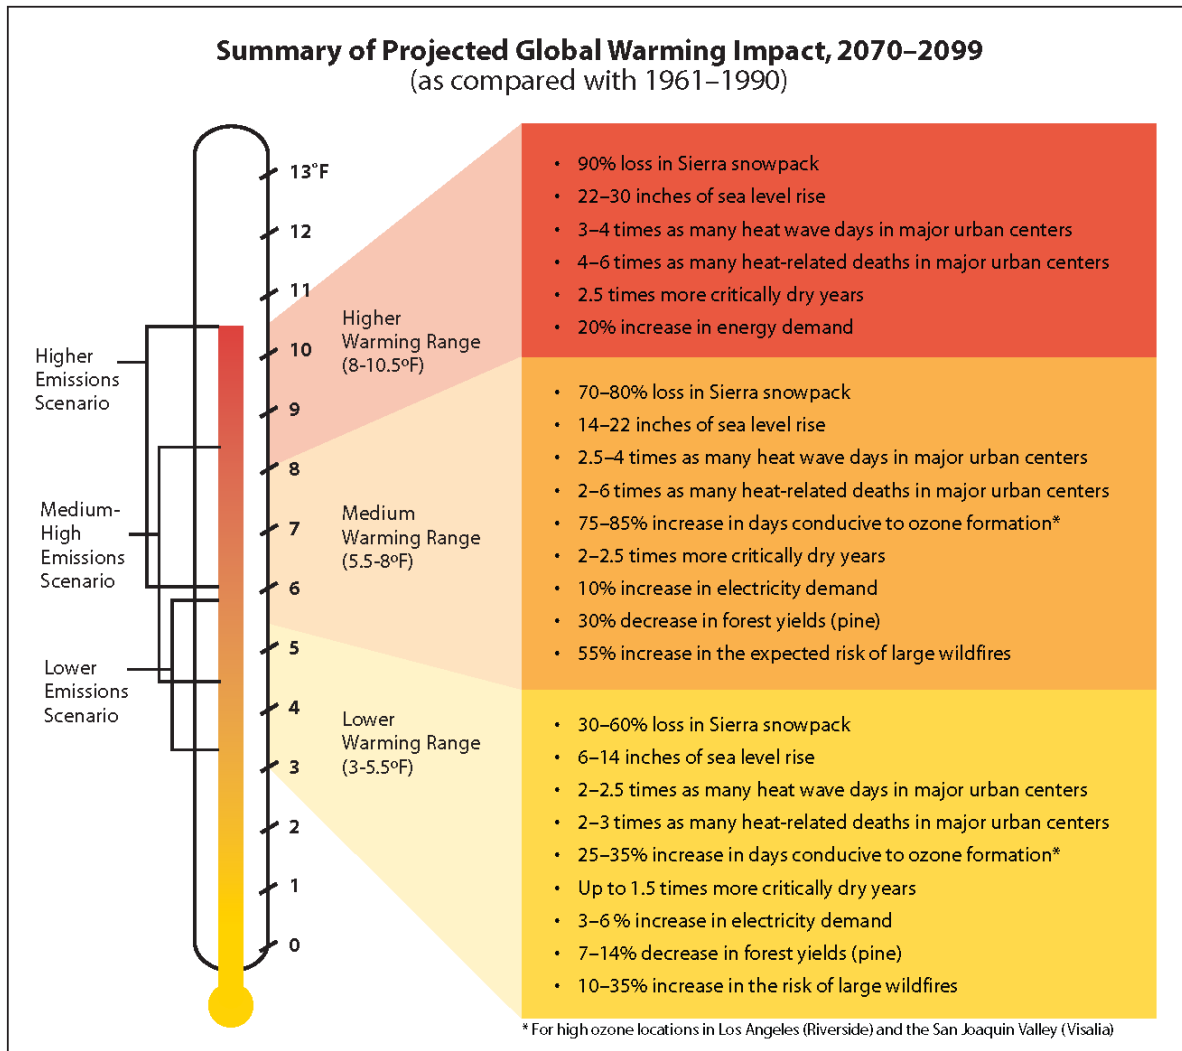 Summary of Projected Global Warming Impact, 2070–2099
(as compared with 1961–1990)
13°F
12
11
10
9
8
7
6
5
4
3
2
1
0
Higher
Emissions
Scenario
Medium-
High
Emissions
Scenario
Lower
Emissions
Scenario
Higher
Warming Range
(8-10.5ºF)
Medium
Warming Range
(5.5-8ºF)
Lower
Warming Range
(3-5.5ºF)
• 90% loss in Sierra snowpack
• 22–30 inches of sea level rise
• 3–4 times as many heat wave days in major urban centers
• 4–6 times as many heat-related deaths in major urban centers
• 2.5 times more critically dry years
• 20% increase in energy demand
• 70–80% loss in Sierra snowpack
• 14–22 inches of sea level rise
• 2.5–4 times as many heat wave days in major urban centers
• 2–6 times as many heat-related deaths in major urban centers
• 75–85% increase in days conducive to ozone formation*
• 2–2.5 times more critically dry years
• 10% increase in electricity demand
• 30% decrease in forest yields (pine)
• 55% increase in the expected risk of large wildfires
• 30–60% loss in Sierra snowpack
• 6–14 inches of sea level rise
• 2–2.5 times as many heat wave days in major urban centers
• 2–3 times as many heat-related deaths in major urban centers
• 25–35% increase in days conducive to ozone formation*
• Up to 1.5 times more critically dry years
• 3–6 % increase in electricity demand
• 7–14% decrease in forest yields (pine)
• 10–35% increase in the risk of large wildfires
* For high ozone locations in Los Angeles (Riverside) and the San Joaquin Valley (Visalia)